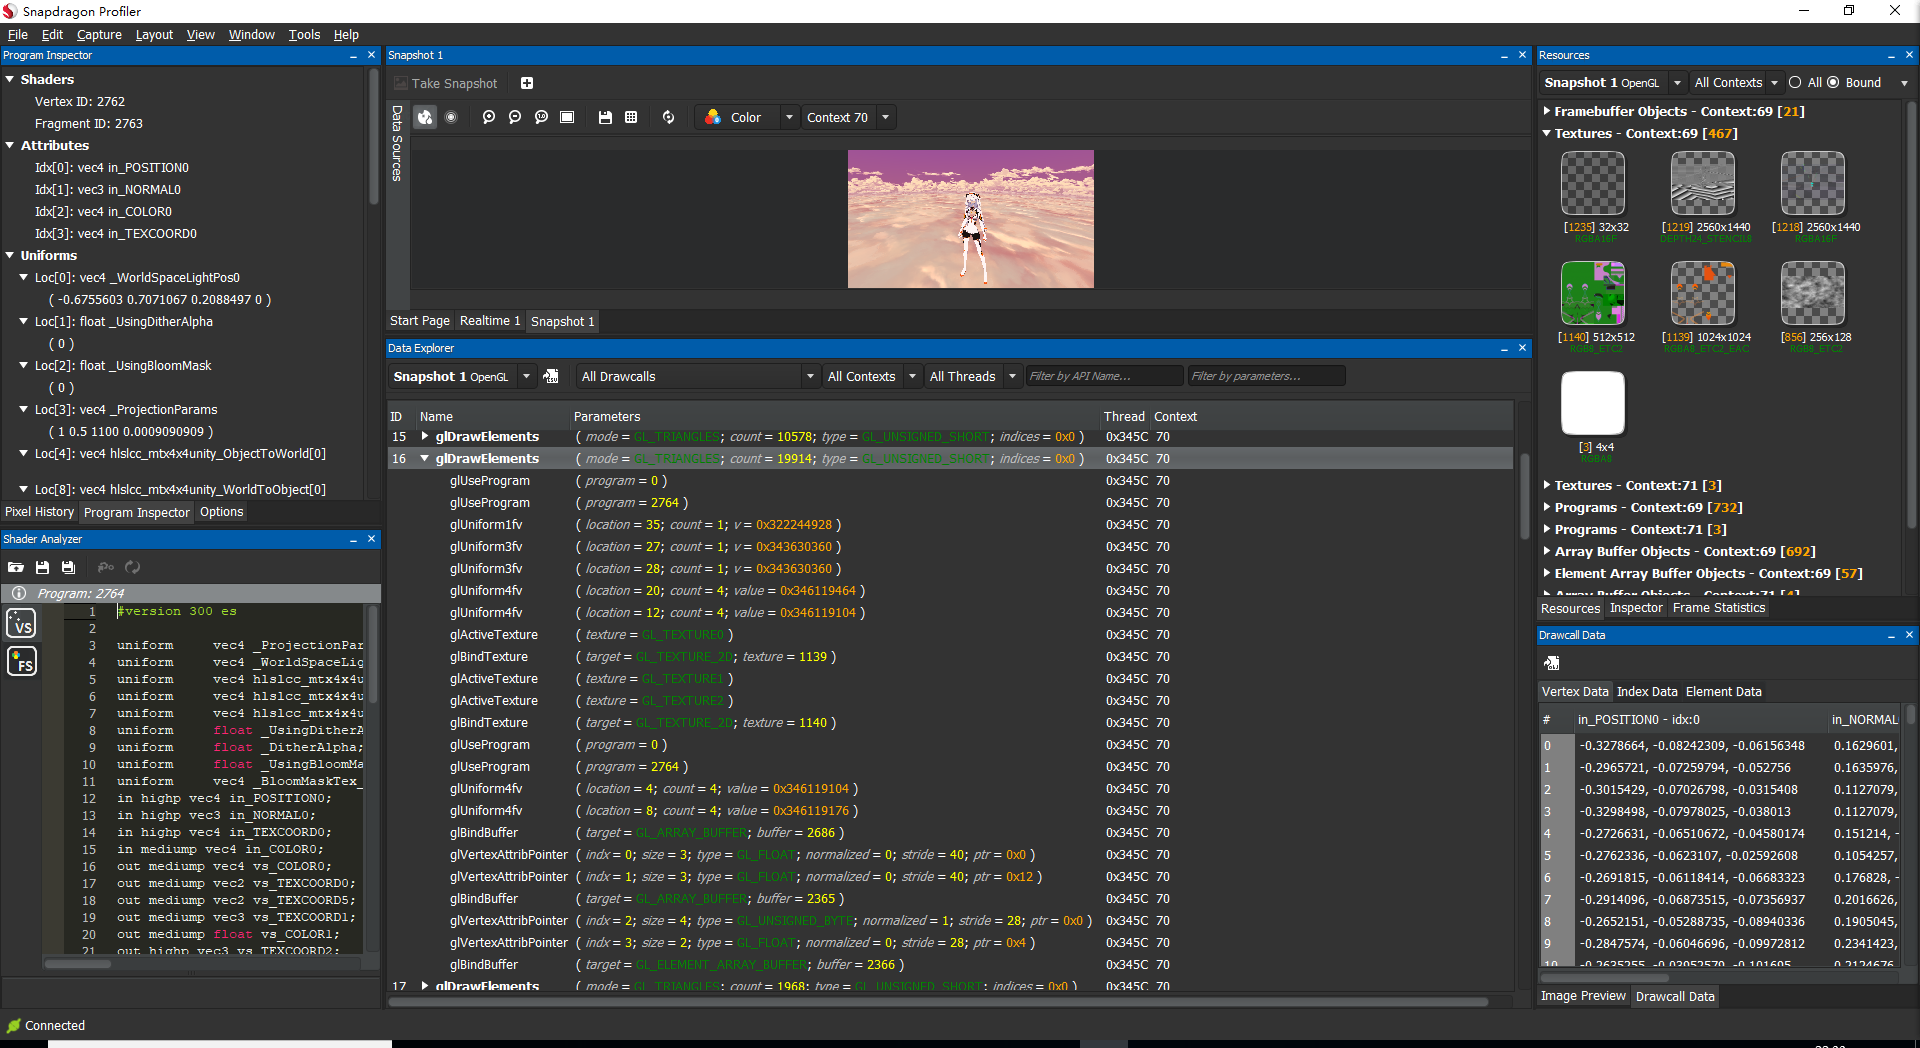 Snapdragon Profiler
File Edit Capture Layout View Window Tools Help
Program Inspector
Shaders
Vertex ID: 2762
Fragment ID: 2763
Attributes
Idx[0]: vec4 in_POSITION0
Idx[1]: vec3 in_NORMAL0
Idx[2]: vec4 in_COLOR0
Idx[3]: vec4 in_TEXCOORD0
Uniforms
Loc[0]: vec4 _WorldSpaceLightPos0
( -0.6755603 0.7071067 0.2088497 0 )
Loc[1]: float _UsingDitherAlpha
( 0 )
Loc[2]: float _UsingBloomMask
( 0 )
Loc[3]: vec4 _ProjectionParams
( 1 0.5 1100 0.0009090909 )
Loc[4]: vec4 hlslcc_mtx4x4unity_ObjectToWorld[0]
Loc[8]: vec4 hlslcc_mtx4x4unity_WorldToObject[0]
Pixel History Program Inspector Options
Shader Analyzer
Program: 2764
VS
FS
1 #version 300 es
2
3 uniform vec4 _ProjectionPar
4 uniform vec4 _WorldSpaceLig
5 uniform vec4 hlslcc_mtx4x4u
6 uniform vec4 hlslcc_mtx4x4u
7 uniform vec4 hlslcc_mtx4x4u
8 uniform float _UsingDitherA
9 uniform float _DitherAlpha;
10 uniform float _UsingBloomMa
11 uniform vec4 _BloomMaskTex_
12 in highp vec4 in_POSITION0;
13 in highp vec3 in_NORMAL0;
14 in highp vec4 in_TEXCOORD0;
15 in mediump vec4 in_COLOR0;
16 out mediump vec4 vs_COLOR0;
17 out mediump vec2 vs_TEXCOORD0;
18 out mediump vec2 vs_TEXCOORD5;
19 out mediump vec3 vs_TEXCOORD1;
20 out mediump float vs_COLOR1;
21 out highp vec3 vs_TEXCOORD2;
Connected
Snapshot 1
Take Snapshot
Data Sources
Color
Context 70
Start Page Realtime 1 Snapshot 1
Data Explorer
Snapshot 1 OpenGL All Drawcalls All Contexts All Threads Filter by API Name... Filter by parameters...
ID Name Parameters Thread Context
15 glDrawElements ( mode = GL_TRIANGLES; count = 10578; type = GL_UNSIGNED_SHORT; indices = 0x0 ) 0x345C 70
16 glDrawElements ( mode = GL_TRIANGLES; count = 19914; type = GL_UNSIGNED_SHORT; indices = 0x0 ) 0x345C 70
glUseProgram ( program = 0 ) 0x345C 70
glUseProgram ( program = 2764 ) 0x345C 70
glUniform1fv ( location = 35; count = 1; v = 0x322244928 ) 0x345C 70
glUniform3fv ( location = 27; count = 1; v = 0x343630360 ) 0x345C 70
glUniform3fv ( location = 28; count = 1; v = 0x343630360 ) 0x345C 70
glUniform4fv ( location = 20; count = 4; value = 0x346119464 ) 0x345C 70
glUniform4fv ( location = 12; count = 4; value = 0x346119104 ) 0x345C 70
glActiveTexture ( texture = GL_TEXTURE0 ) 0x345C 70
glBindTexture ( target = GL_TEXTURE_2D; texture = 1139 ) 0x345C 70
glActiveTexture ( texture = GL_TEXTURE1 ) 0x345C 70
glActiveTexture ( texture = GL_TEXTURE2 ) 0x345C 70
glBindTexture ( target = GL_TEXTURE_2D; texture = 1140 ) 0x345C 70
glUseProgram ( program = 0 ) 0x345C 70
glUseProgram ( program = 2764 ) 0x345C 70
glUniform4fv ( location = 4; count = 4; value = 0x346119104 ) 0x345C 70
glUniform4fv ( location = 8; count = 4; value = 0x346119176 ) 0x345C 70
glBindBuffer ( target = GL_ARRAY_BUFFER; buffer = 2686 ) 0x345C 70
glVertexAttribPointer ( indx = 0; size = 3; type = GL_FLOAT; normalized = 0; stride = 40; ptr = 0x0 ) 0x345C 70
glVertexAttribPointer ( indx = 1; size = 3; type = GL_FLOAT; normalized = 0; stride = 40; ptr = 0x12 ) 0x345C 70
glBindBuffer ( target = GL_ARRAY_BUFFER; buffer = 2365 ) 0x345C 70
glVertexAttribPointer ( indx = 2; size = 4; type = GL_UNSIGNED_BYTE; normalized = 1; stride = 28; ptr = 0x0 ) 0x345C 70
glVertexAttribPointer ( indx = 3; size = 2; type = GL_FLOAT; normalized = 0; stride = 28; ptr = 0x4 ) 0x345C 70
glBindBuffer ( target = GL_ELEMENT_ARRAY_BUFFER; buffer = 2366 ) 0x345C 70
17 glDrawElements ( mode = GL_TRIANGLES; count = 1968; type = GL_UNSIGNED_SHORT; indices = 0x0 ) 0x345C 70
Resources
Snapshot 1 OpenGL All Contexts All Bound
Framebuffer Objects - Context:69 [21]
Textures - Context:69 [467]
[1235] 32x32 [1219] 2560x1440 [1218] 2560x1440
RGBA16F DEPTH24_STENCIL8 RGBA16F
[1140] 512x512 [1139] 1024x1024 [856] 256x128
RGB8_ETC2 RGBA8_ETC2_EAC RGB8_ETC2
[3] 4x4
RGBA8
Textures - Context:71 [3]
Programs - Context:69 [732]
Programs - Context:71 [3]
Array Buffer Objects - Context:69 [692]
Element Array Buffer Objects - Context:69 [57]
Array Buffer Objects - Context:71 [4]
Resources Inspector Frame Statistics
Drawcall Data
Vertex Data Index Data Element Data
# in_POSITION0 - idx:0 in_NORMAL
0 -0.3278664, -0.08242309, -0.06156348 0.1629601,
1 -0.2965721, -0.07259794, -0.052756 0.1635976,
2 -0.3015429, -0.07026798, -0.0315408 0.1127079,
3 -0.3298498, -0.07978025, -0.038013 0.1127079,
4 -0.2726631, -0.06510672, -0.04580174 0.151214, -
5 -0.2762336, -0.0623107, -0.02592608 0.1054257,
6 -0.2691815, -0.06118414, -0.06683323 0.176828, -
7 -0.2914096, -0.06873515, -0.07356937 0.2016626,
8 -0.2652151, -0.05288735, -0.08940336 0.1905045,
9 -0.2847574, -0.06046696, -0.09972812 0.2341423,
10 -0.2635255, -0.03952579, -0.101695 0.2124676,
Image Preview Drawcall Data